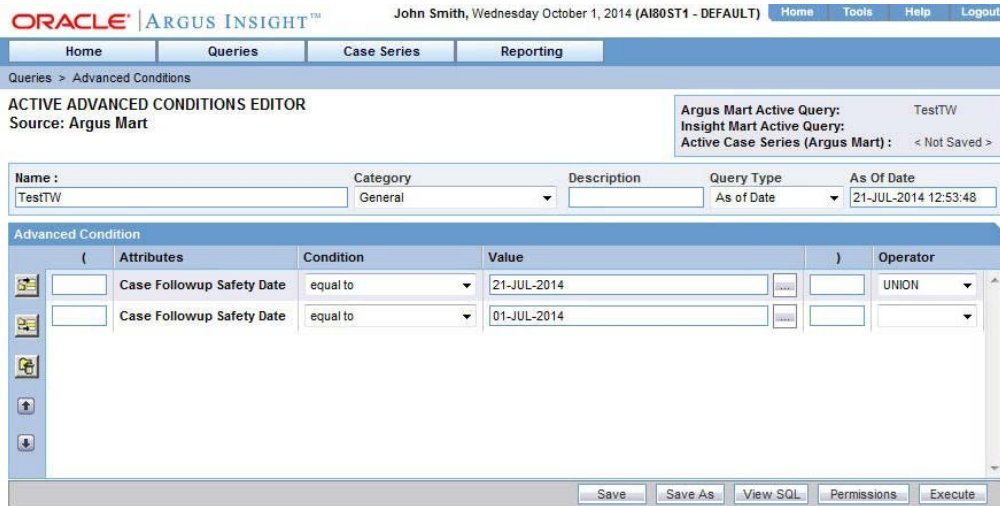 ORACLE | ARGUS INSIGHT™
John Smith, Wednesday October 1, 2014 (AI80ST1 - DEFAULT) Home Tools Help Logout
Home Queries Case Series Reporting
Queries > Advanced Conditions
ACTIVE ADVANCED CONDITIONS EDITOR
Source: Argus Mart
Argus Mart Active Query: TestTW
Insight Mart Active Query:
Active Case Series (Argus Mart) : < Not Saved >
Name : Category Description Query Type As Of Date
TestTW General As of Date 21-JUL-2014 12:53:48
Advanced Condition
( Attributes Condition Value ) Operator
Case Followup Safety Date equal to 21-JUL-2014 ... UNION
Case Followup Safety Date equal to 01-JUL-2014 ...
Save Save As View SQL Permissions Execute